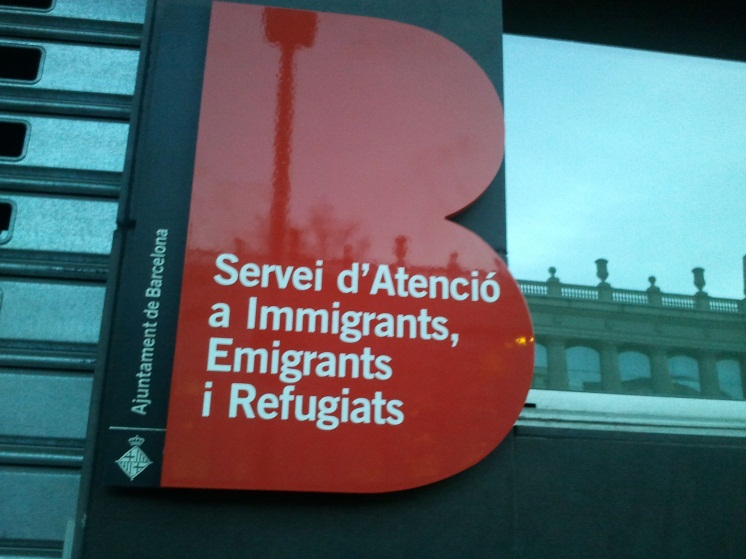 Servei d'Atenció
a Immigrants,
Emigrants
i Refugiats
Ajuntament de Barcelona